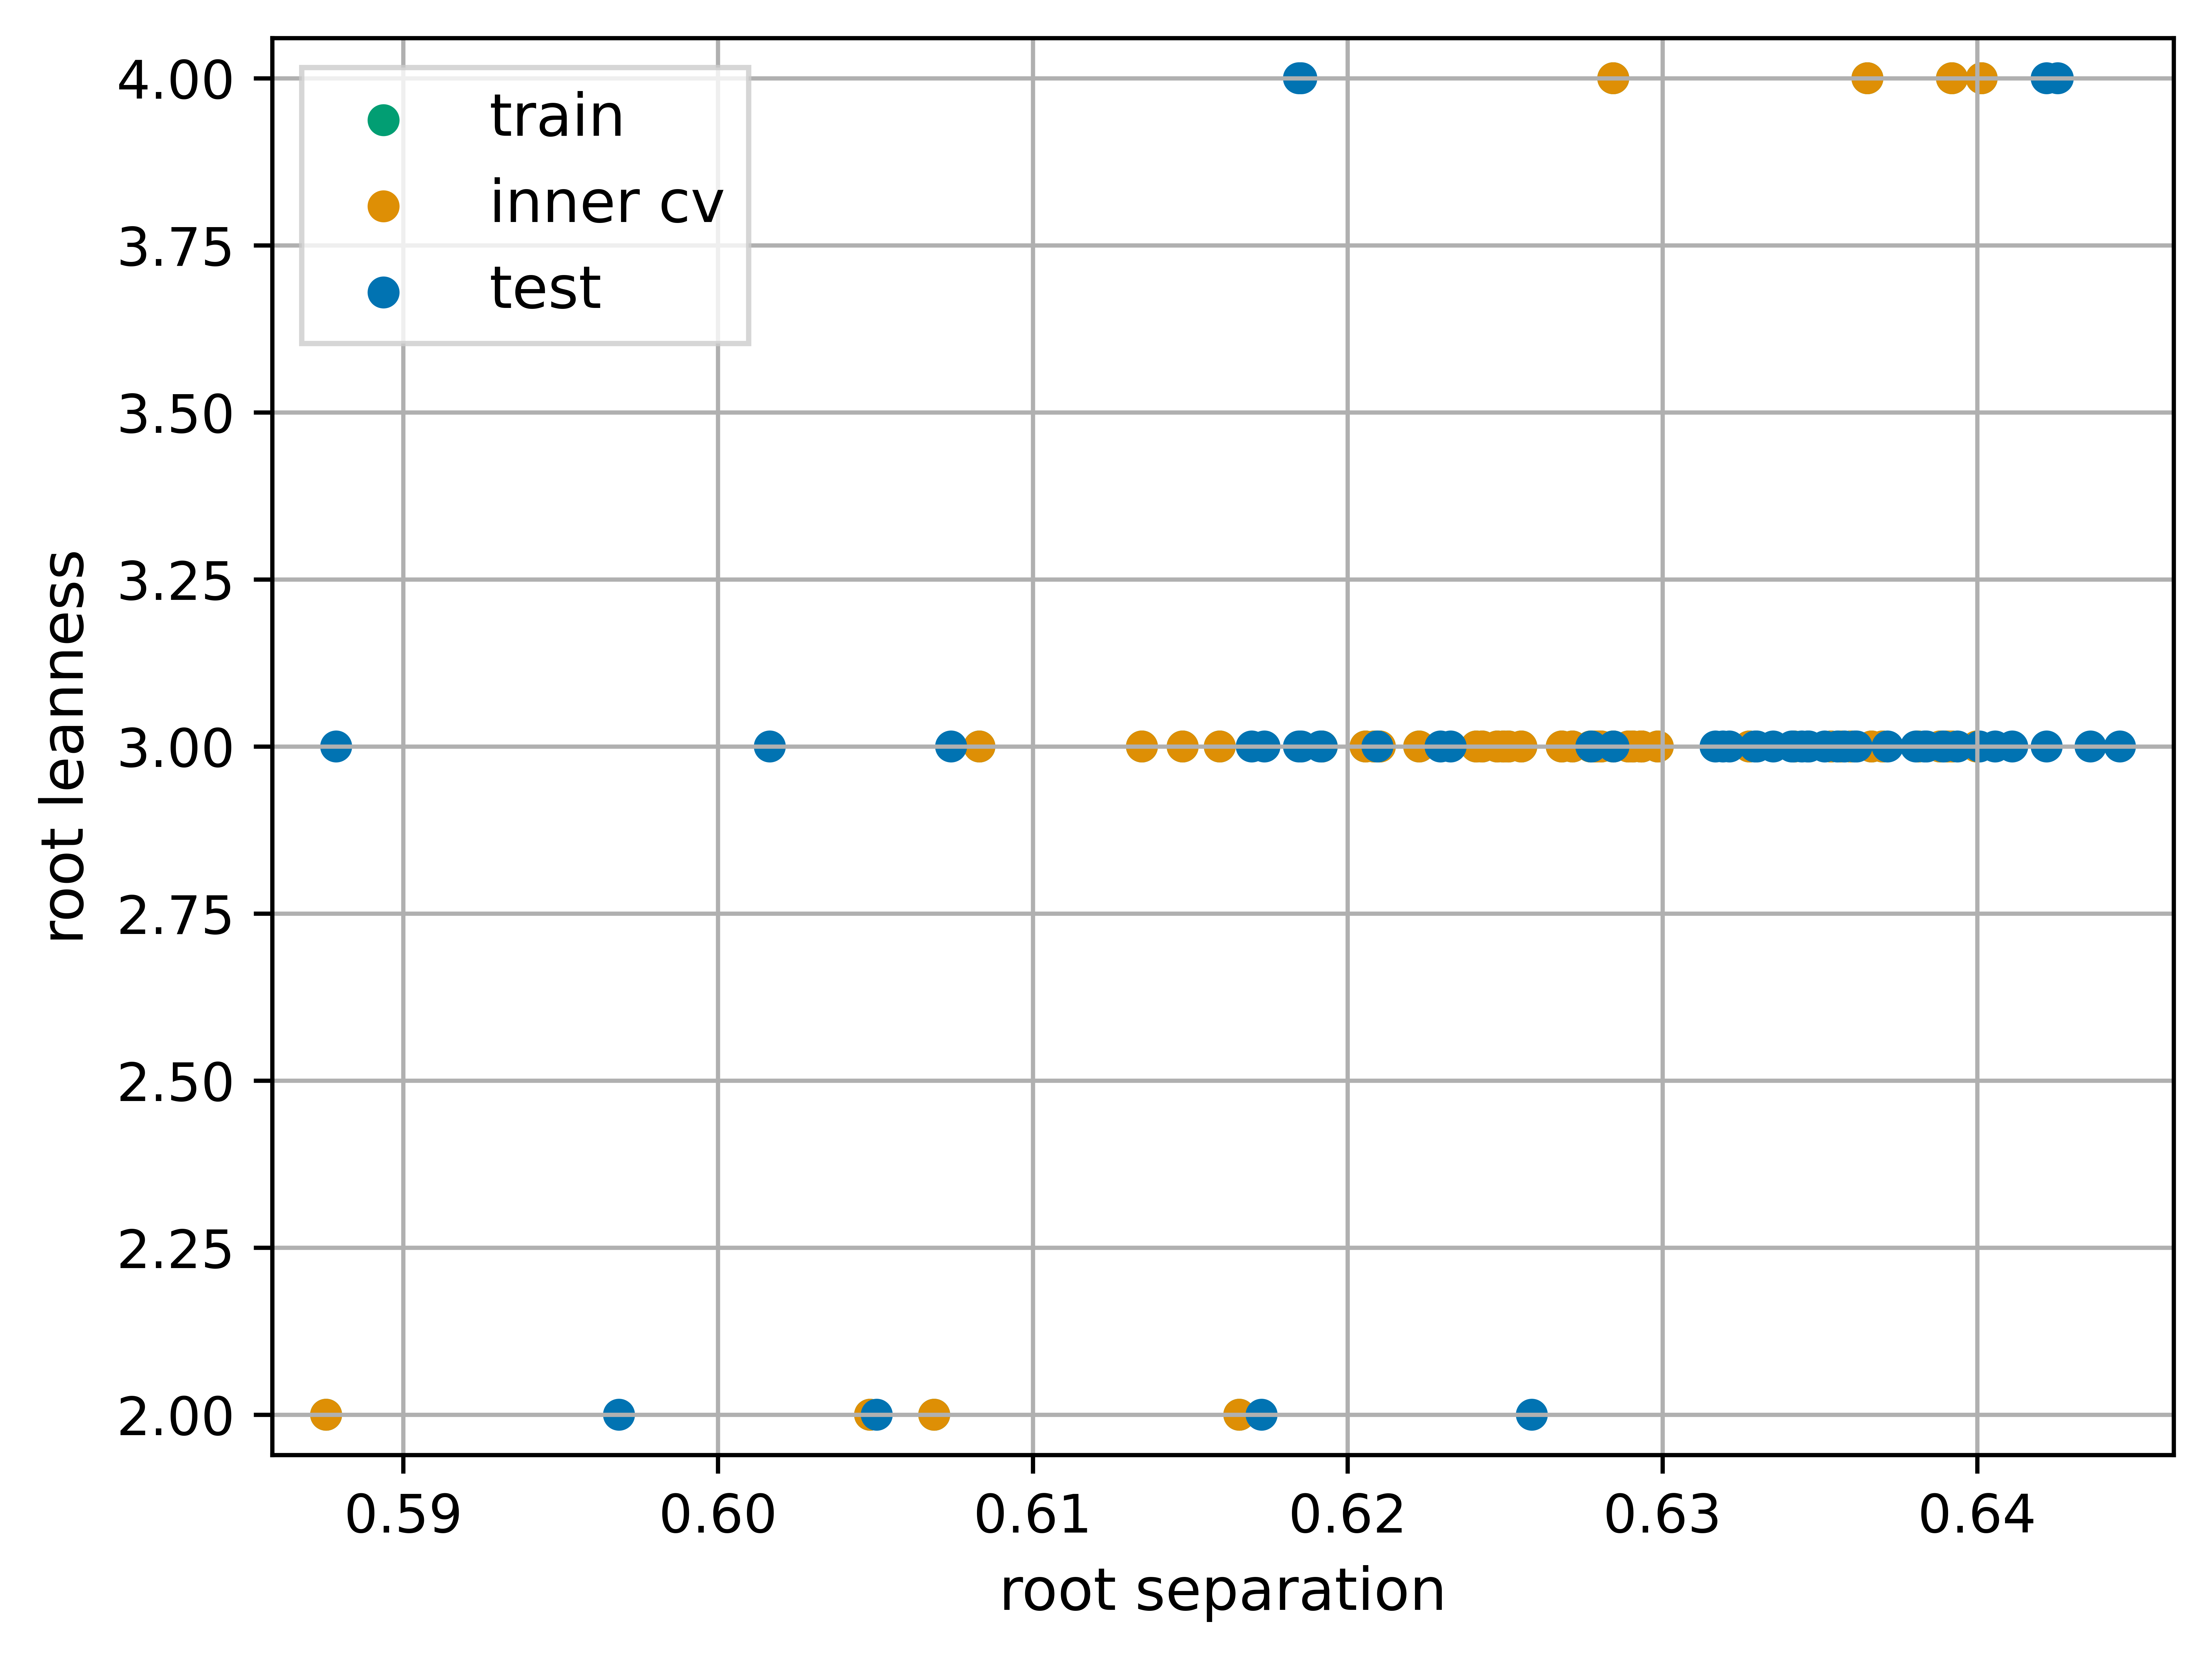 4.00
3.75
3.50
3.25
3.00
2.75
2.50
2.25
2.00
root leanness
train
inner cv
test
0.59 0.60 0.61 0.62 0.63 0.64
root separation